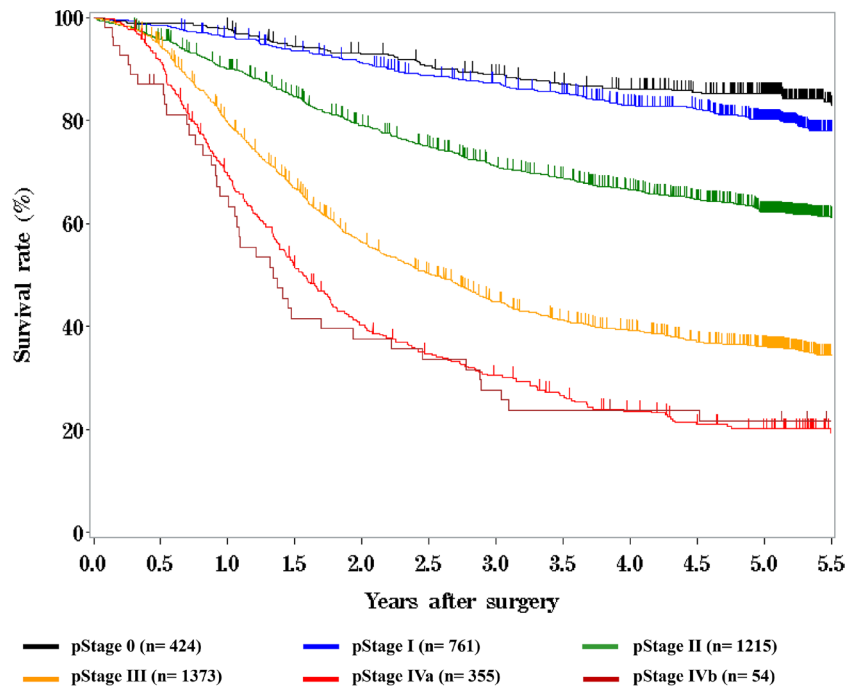 Survival rate (%)
100
80
60
40
20
0
0.0 0.5 1.0 1.5 2.0 2.5 3.0 3.5 4.0 4.5 5.0 5.5
Years after surgery
pStage 0 (n= 424) pStage I (n= 761) pStage II (n= 1215)
pStage III (n= 1373) pStage IVa (n= 355) pStage IVb (n= 54)